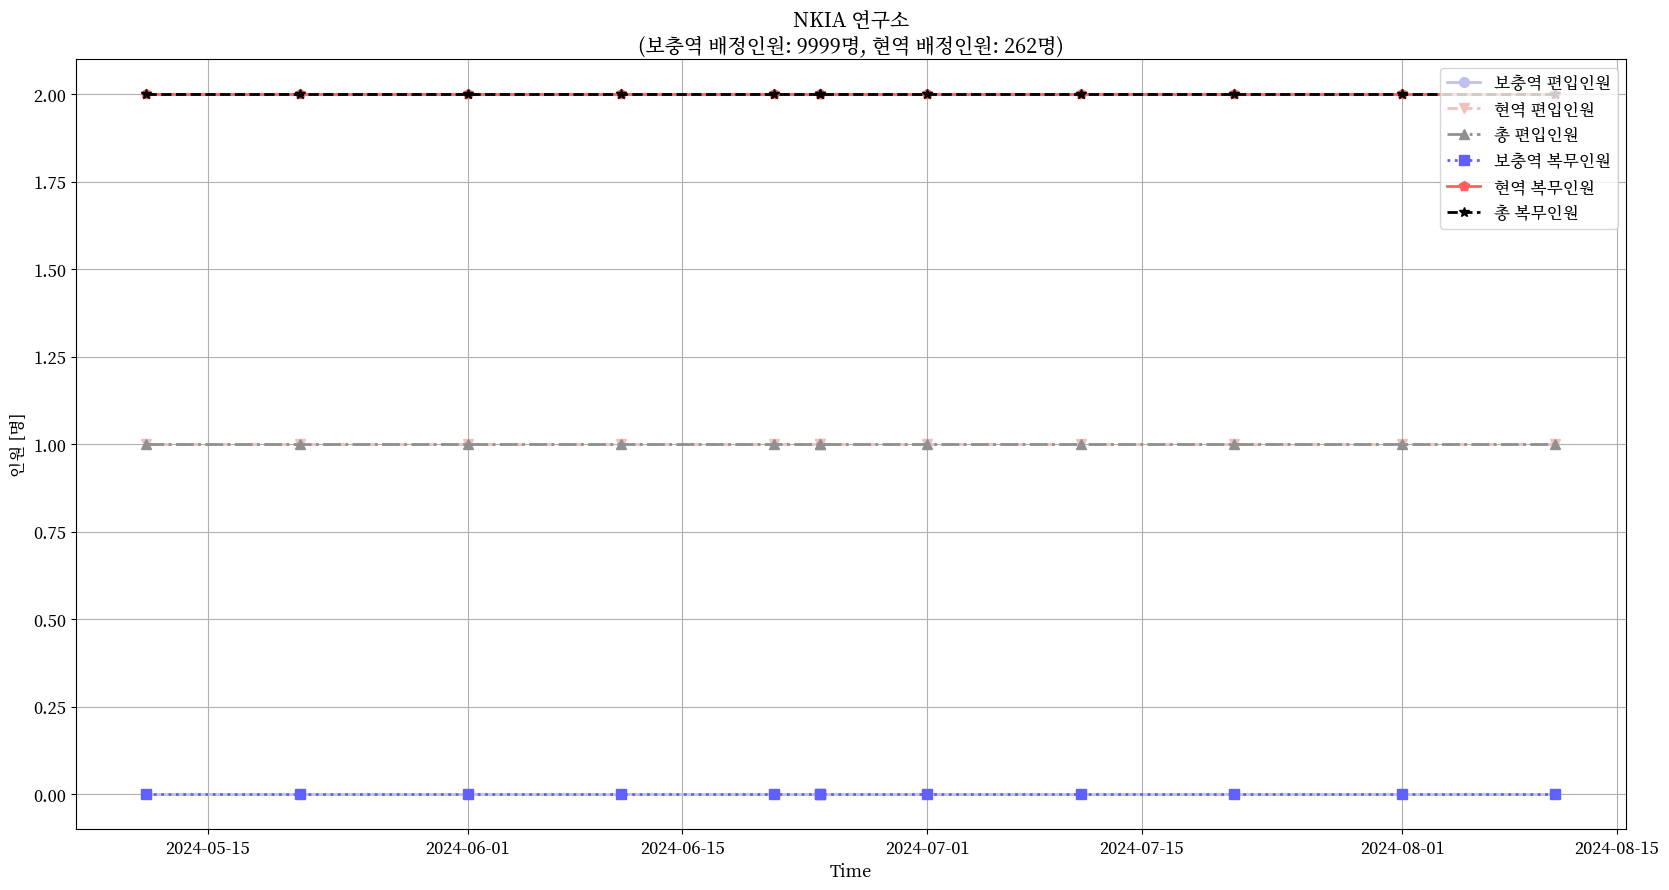 NKIA 연구소
(보충역 배정인원: 9999명, 현역 배정인원: 262명)
보충역 편입인원
현역 편입인원
총 편입인원
보충역 복무인원
현역 복무인원
총 복무인원
인원 [명]
2.00
1.75
1.50
1.25
1.00
0.75
0.50
0.25
0.00
2024-05-15
2024-06-01
2024-06-15
2024-07-01
2024-07-15
2024-08-01
2024-08-15
Time